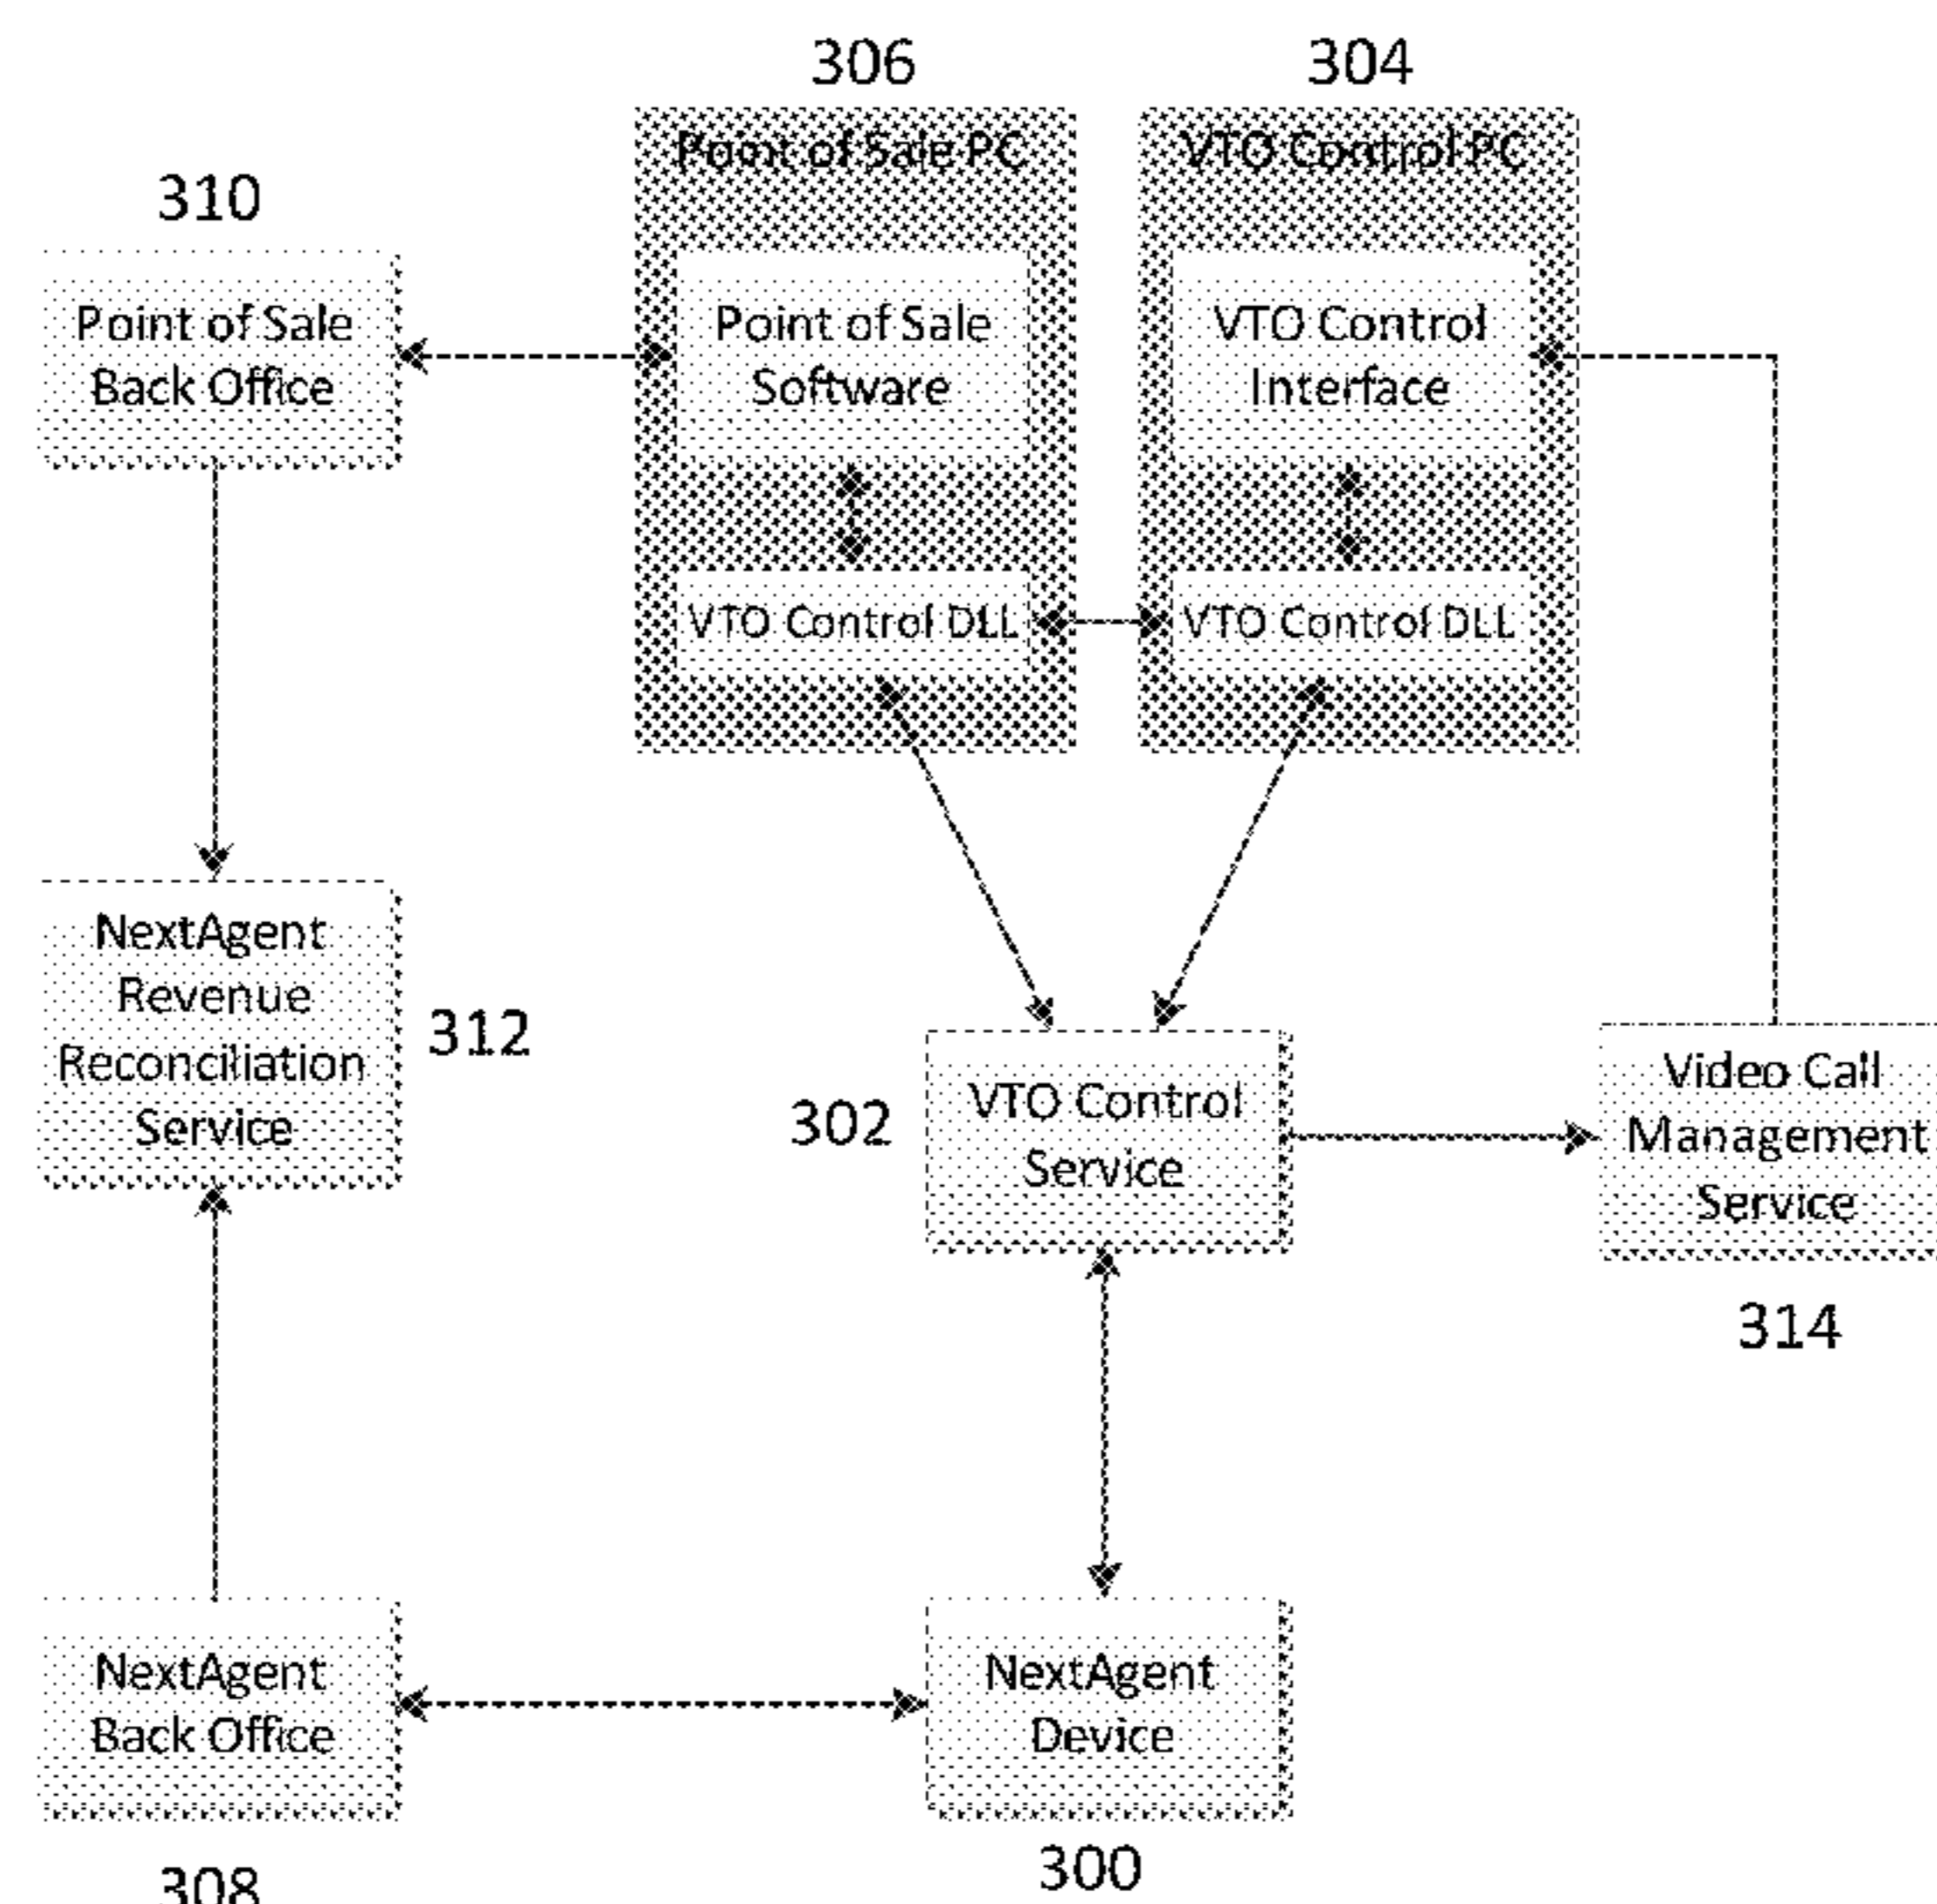 306
304
Point of Sale PC
VTO Control PC
310
Point of Sale
Back Office
Point of Sale
Software
VTO Control
Interface
VTO Control DLL
VTO Control DLL
NextAgent
Revenue
Reconciliation
Service
312
302
VTO Control
Service
Video Call
Management
Service
314
NextAgent
Back Office
NextAgent
Device
308
300